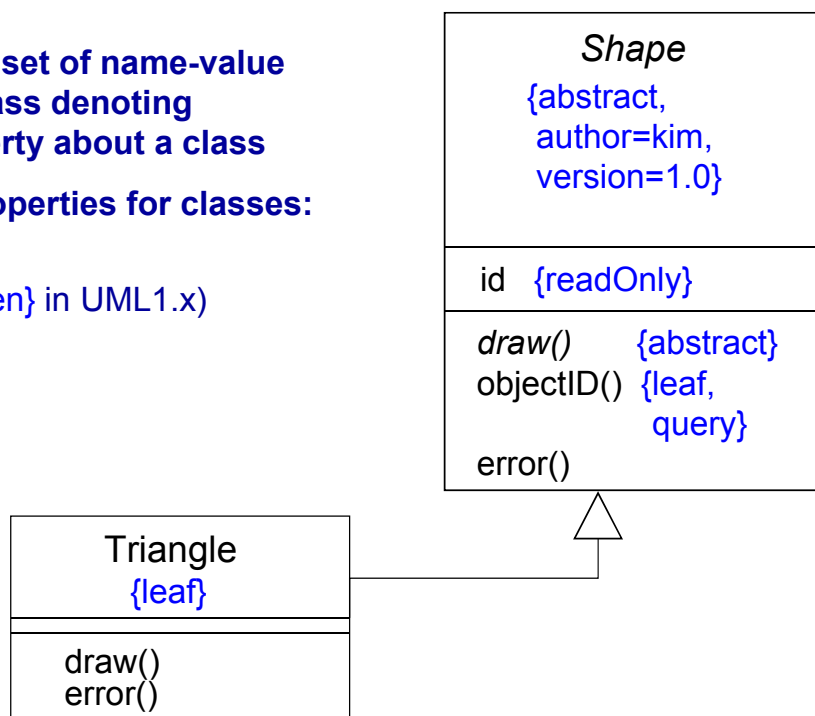 set of name-value
ass denoting
rty about a class
operties for classes:
en} in UML1.x)
Shape
{abstract,
author=kim,
version=1.0}
id {readOnly}
draw() {abstract}
objectID() {leaf,
query}
error()
Triangle
{leaf}
draw()
error()